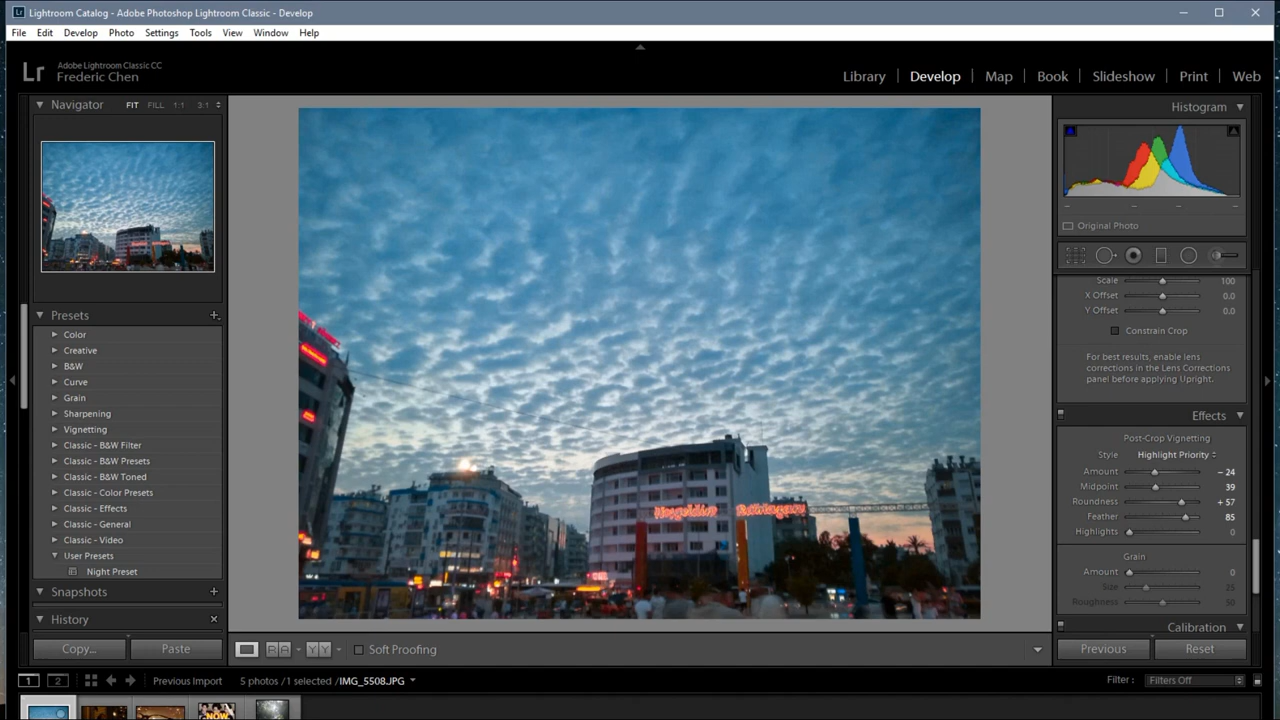 Lightroom Catalog - Adobe Photoshop Lightroom Classic - Develop
File Edit Develop Photo Settings Tools View Window Help
Lr
Adobe Lightroom Classic CC
Frederic Chen
Library | Develop | Map | Book | Slideshow | Print | Web
Navigator FIT FILL 1:1 3:1
Presets +
Color
Creative
B&W
Curve
Grain
Sharpening
Vignetting
Classic - B&W Filter
Classic - B&W Presets
Classic - B&W Toned
Classic - Color Presets
Classic - Effects
Classic - General
Classic - Video
User Presets
Night Preset
Snapshots +
History
Copy... Paste
Histogram
Original Photo
Scale 100
X Offset 0.0
Y Offset 0.0
Constrain Crop
For best results, enable lens
corrections in the Lens Corrections
panel before applying Upright.
Effects
Post-Crop Vignetting
Style Highlight Priority
Amount - 24
Midpoint 39
Roundness + 57
Feather 85
Highlights 0
Grain
Amount 0
Size 25
Roughness 50
Calibration
Previous Reset
R A Y Y Soft Proofing
1 2 Previous Import 5 photos /1 selected /IMG_5508.JPG Filter : Filters Off
NOW